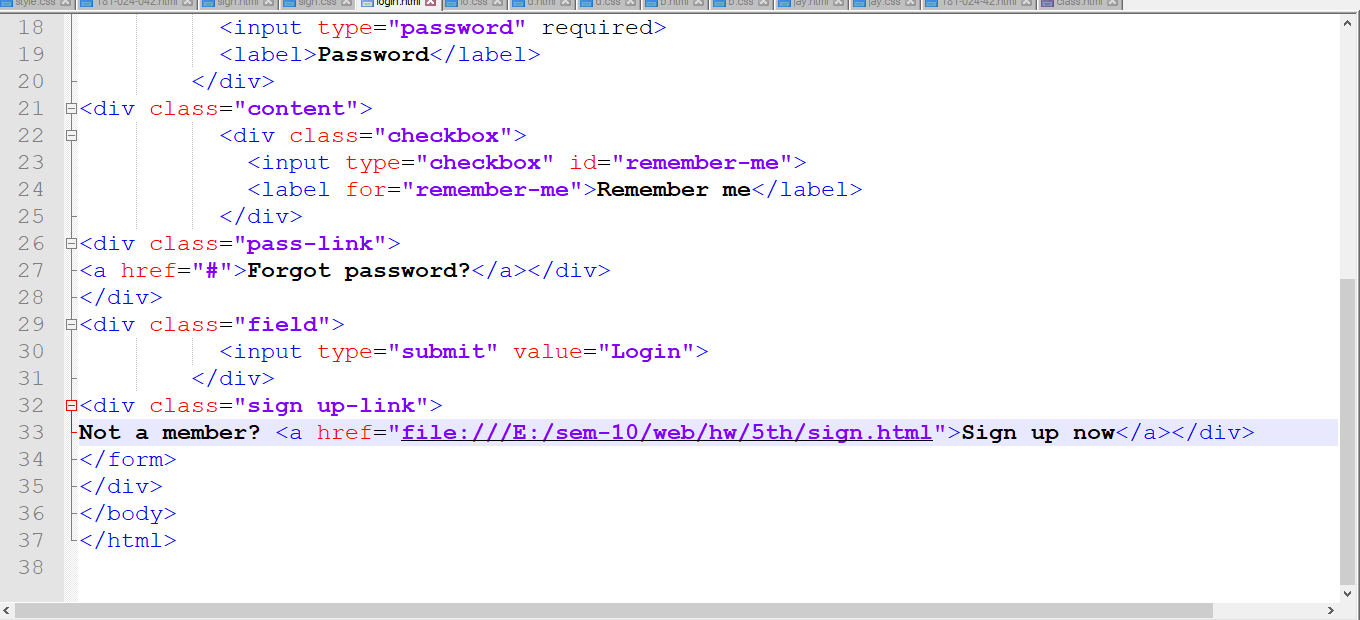 style.css 181-024-042.html sign.html sign.css login.html lo.css d.html d.css b.html b.css jay.html jay.css 181-024-42.html class.html
18 <input type="password" required>
19 <label>Password</label>
20 </div>
21 <div class="content">
22 <div class="checkbox">
23 <input type="checkbox" id="remember-me">
24 <label for="remember-me">Remember me</label>
25 </div>
26 <div class="pass-link">
27 <a href="#">Forgot password?</a></div>
28 </div>
29 <div class="field">
30 <input type="submit" value="Login">
31 </div>
32 <div class="sign up-link">
33 Not a member? <a href="file:///E:/sem-10/web/hw/5th/sign.html">Sign up now</a></div>
34 </form>
35 </div>
36 </body>
37 </html>
38